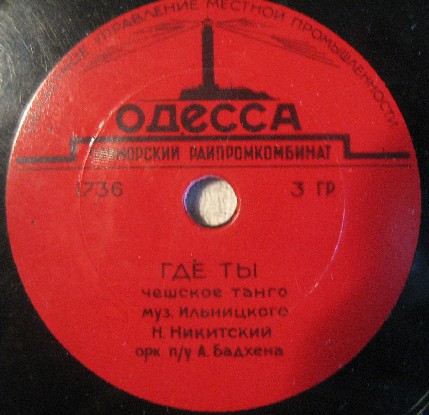 УПРАВЛЕНИЕ МЕСТНОЙ ПРОМЫШЛЕННОСТИ
ОДЕССА
РАЙПРОМКОМБИНАТ
1736 3 ГР.
ГДЕ ТЫ
чешское танго
муз. Ильницкого
Н. Никитский
орк. п/у А. Бадхена